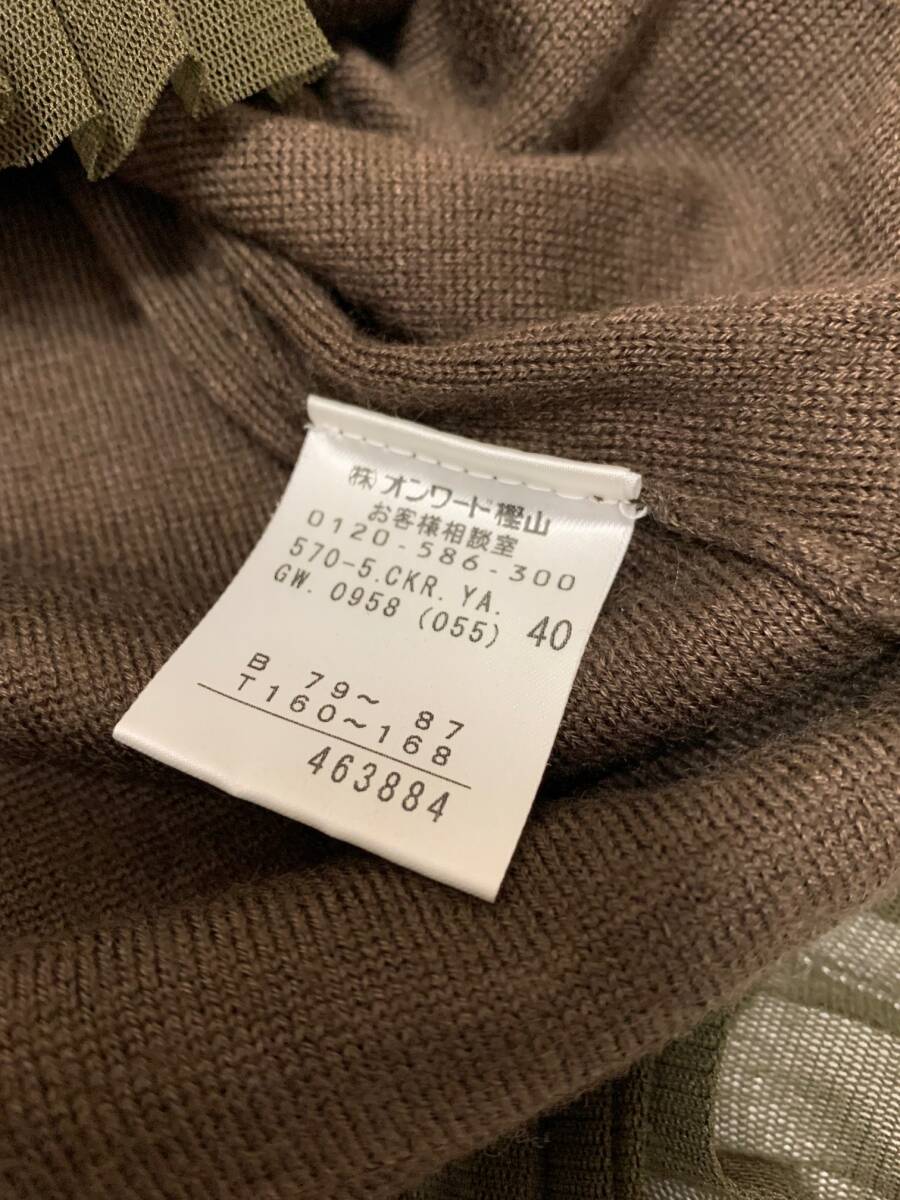 ㈱オンワード樫山
お客様相談室
0120-586-300
570-5.CKR.YA.
GW.0958 (055) 40
B 79〜 87
T160〜168
463884